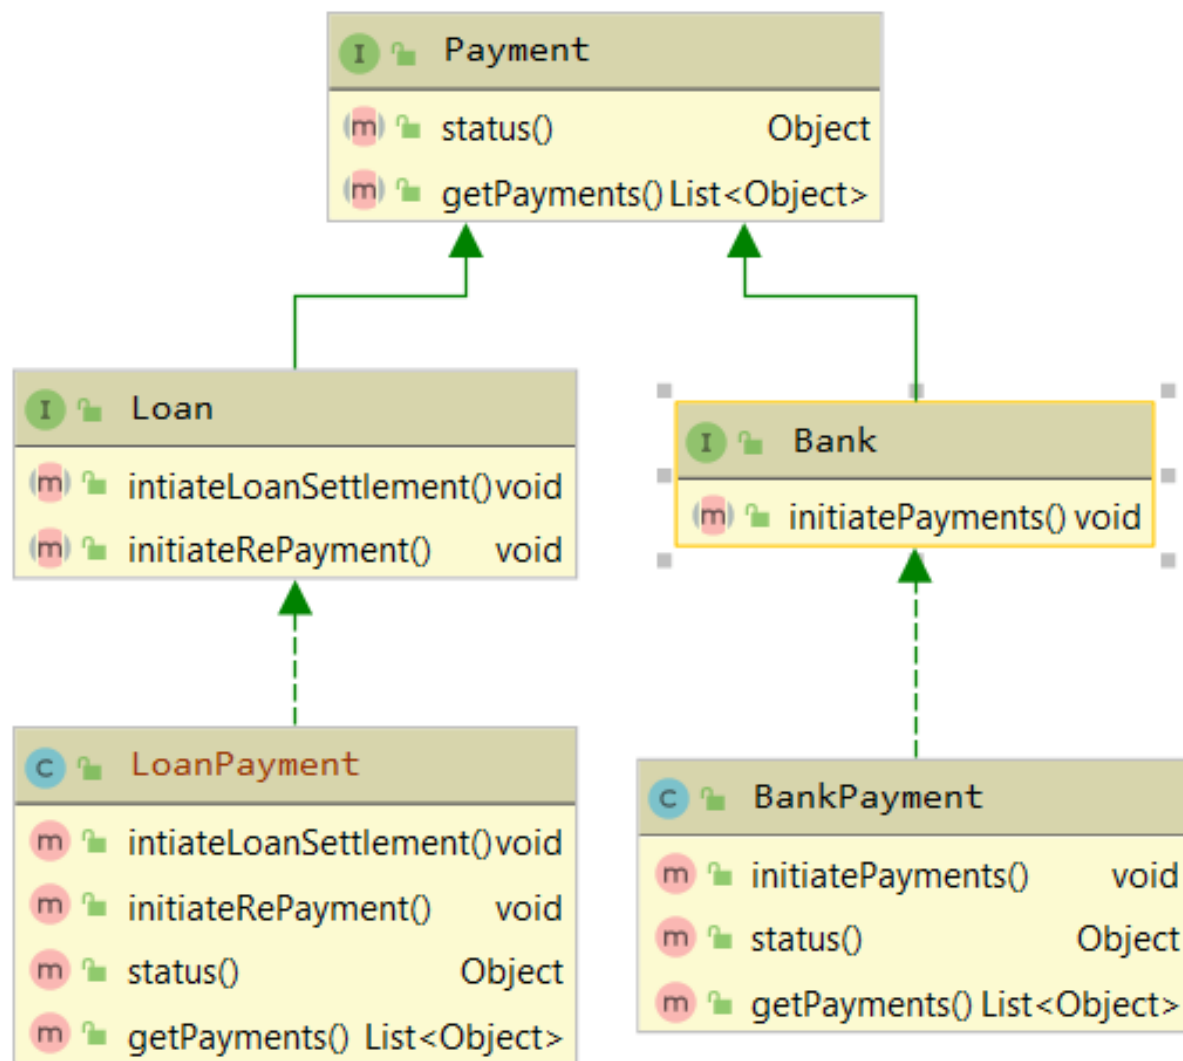 I Payment
m status() Object
m getPayments() List<Object>
I Loan
m intiateLoanSettlement() void
m initiateRePayment() void
I Bank
m initiatePayments() void
C LoanPayment
m intiateLoanSettlement() void
m initiateRePayment() void
m status() Object
m getPayments() List<Object>
C BankPayment
m initiatePayments() void
m status() Object
m getPayments() List<Object>